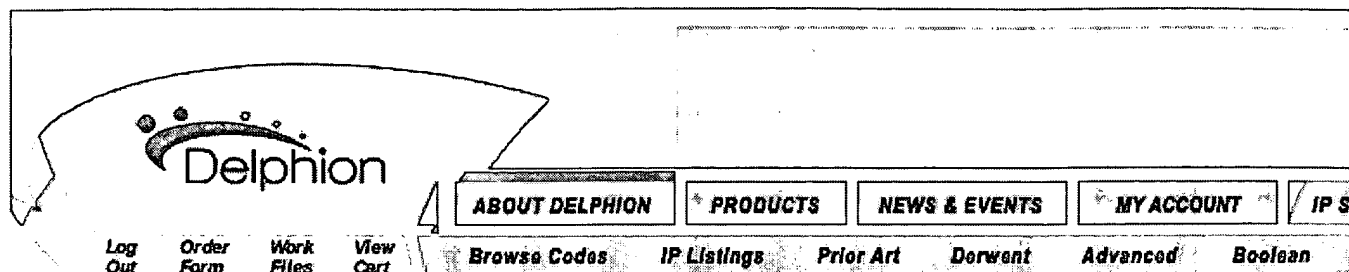 Delphion
ABOUT DELPHION PRODUCTS NEWS & EVENTS MY ACCOUNT IP S
Log Out Order Form Work Files View Cart Browse Codes IP Listings Prior Art Derwent Advanced Boolean